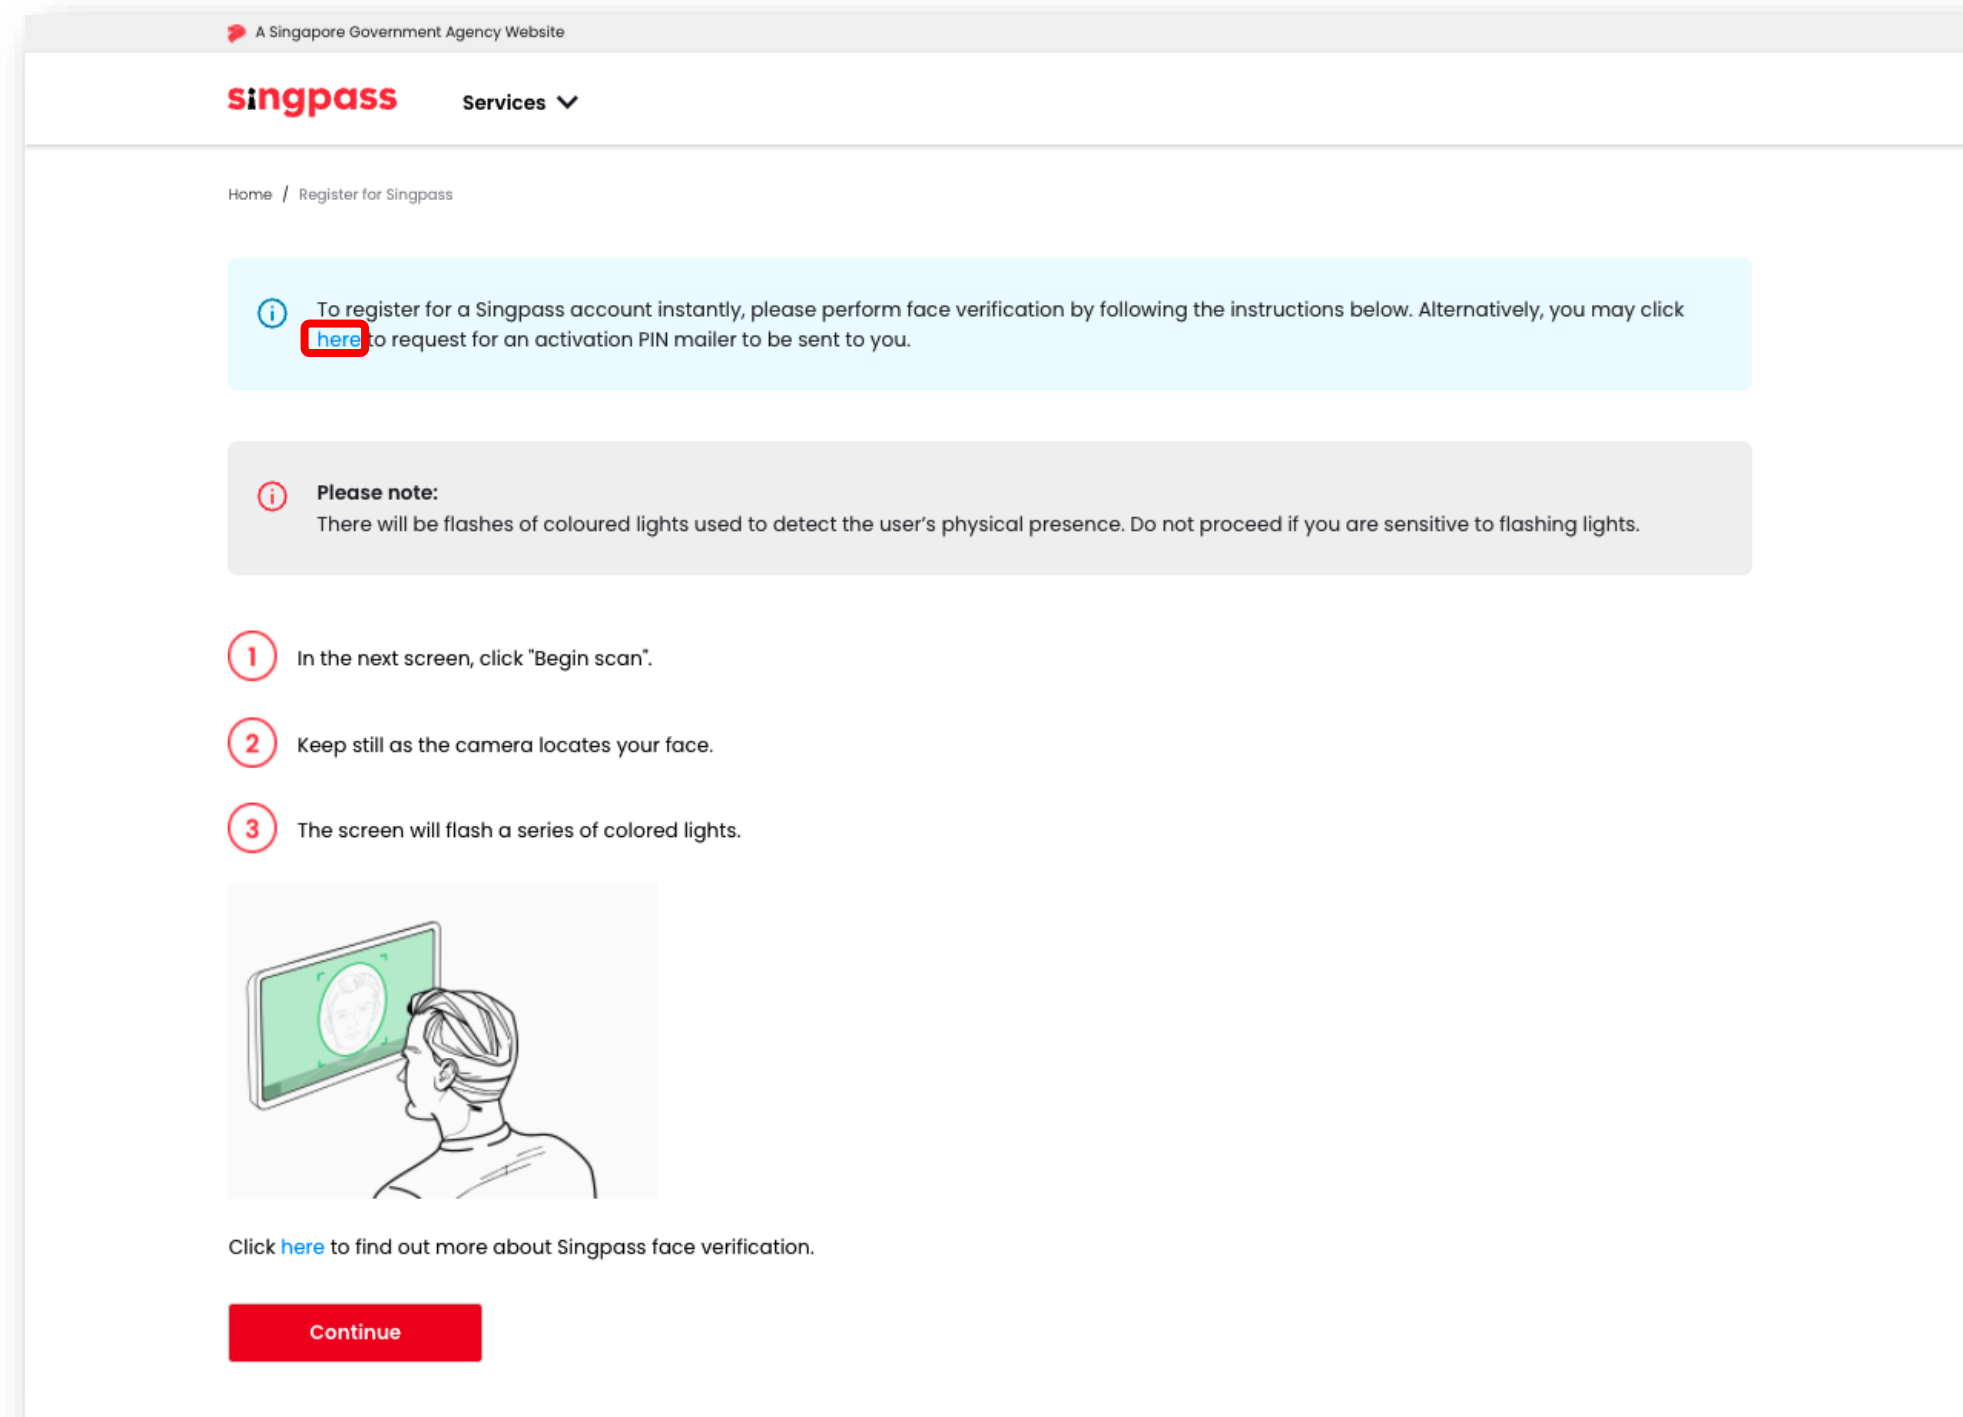 A Singapore Government Agency Website
singpass
Services
Home / Register for Singpass
To register for a Singpass account instantly, please perform face verification by following the instructions below. Alternatively, you may click
here to request for an activation PIN mailer to be sent to you.
Please note:
There will be flashes of coloured lights used to detect the user's physical presence. Do not proceed if you are sensitive to flashing lights.
1 In the next screen, click "Begin scan".
2 Keep still as the camera locates your face.
3 The screen will flash a series of colored lights.
Click here to find out more about Singpass face verification.
Continue